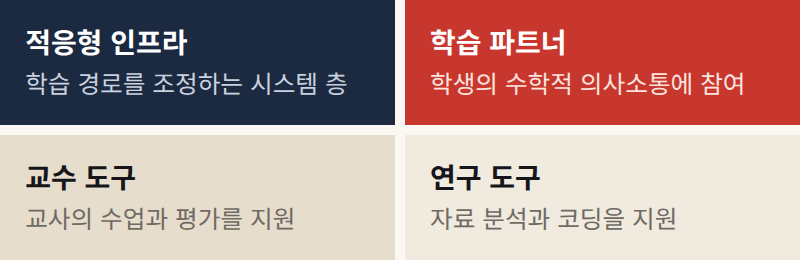 적응형 인프라
학습 경로를 조정하는 시스템 층
학습 파트너
학생의 수학적 의사소통에 참여
교수 도구
교사의 수업과 평가를 지원
연구 도구
자료 분석과 코딩을 지원